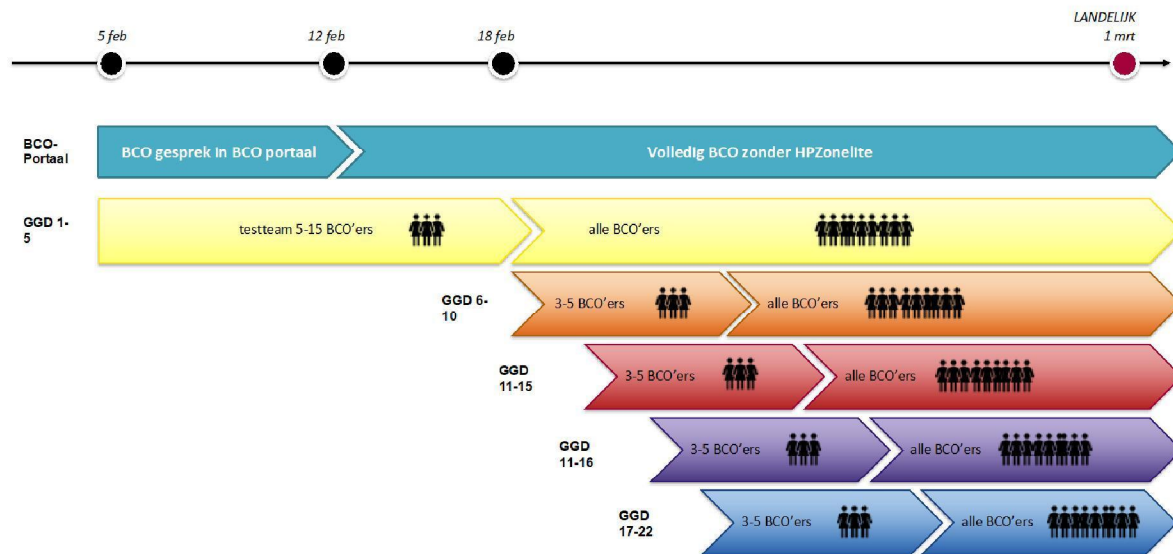 LANDELIJK
5 feb
12 feb
18 feb
1 mrt
BCO-
Portaal
BCO gesprek in BCO portaal
Volledig BCO zonder HPZonelite
GGD 1-
5
testteam 5-15 BCO'ers
alle BCO'ers
GGD 6-
10
3-5 BCO'ers
alle BCO'ers
GGD
11-15
3-5 BCO'ers
alle BCO'ers
GGD
11-16
3-5 BCO'ers
alle BCO'ers
GGD
17-22
3-5 BCO'ers
alle BCO'ers